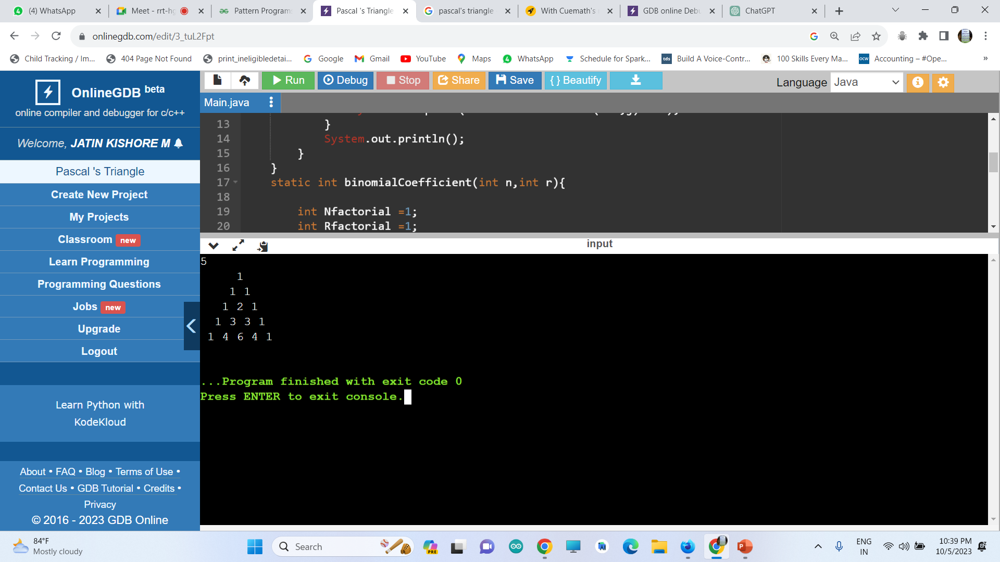 (4) WhatsApp
Meet - rrt-hg
Pattern Programs
Pascal 's Triangle
pascal's triangle
With Cuemath's
GDB online Debu
ChatGPT
onlinegdb.com/edit/3_tuL2Fpt
Child Tracking / Im...
404 Page Not Found
print_ineligibledetai...
Google
Gmail
YouTube
Maps
WhatsApp
Schedule for Spark...
tds Build A Voice-Contr...
100 Skills Every Ma...
ocw Accounting – #Ope...
»
OnlineGDB beta
online compiler and debugger for c/c++
Welcome, JATIN KISHORE M
Pascal 's Triangle
Create New Project
My Projects
Classroom new
Learn Programming
Programming Questions
Jobs new
Upgrade
Logout
Learn Python with
KodeKloud
About • FAQ • Blog • Terms of Use •
Contact Us • GDB Tutorial • Credits •
Privacy
© 2016 - 2023 GDB Online
Run
Debug
Stop
Share
Save
{ } Beautify
Language Java
Main.java
13 }
14 System.out.println();
15 }
16 }
17 static int binomialCoefficient(int n,int r){
18
19 int Nfactorial =1;
20 int Rfactorial =1;
input
5
1
1 1
1 2 1
1 3 3 1
1 4 6 4 1
...Program finished with exit code 0
Press ENTER to exit console.
84°F
Mostly cloudy
Search
PRE
ENG
IN
10:39 PM
10/5/2023